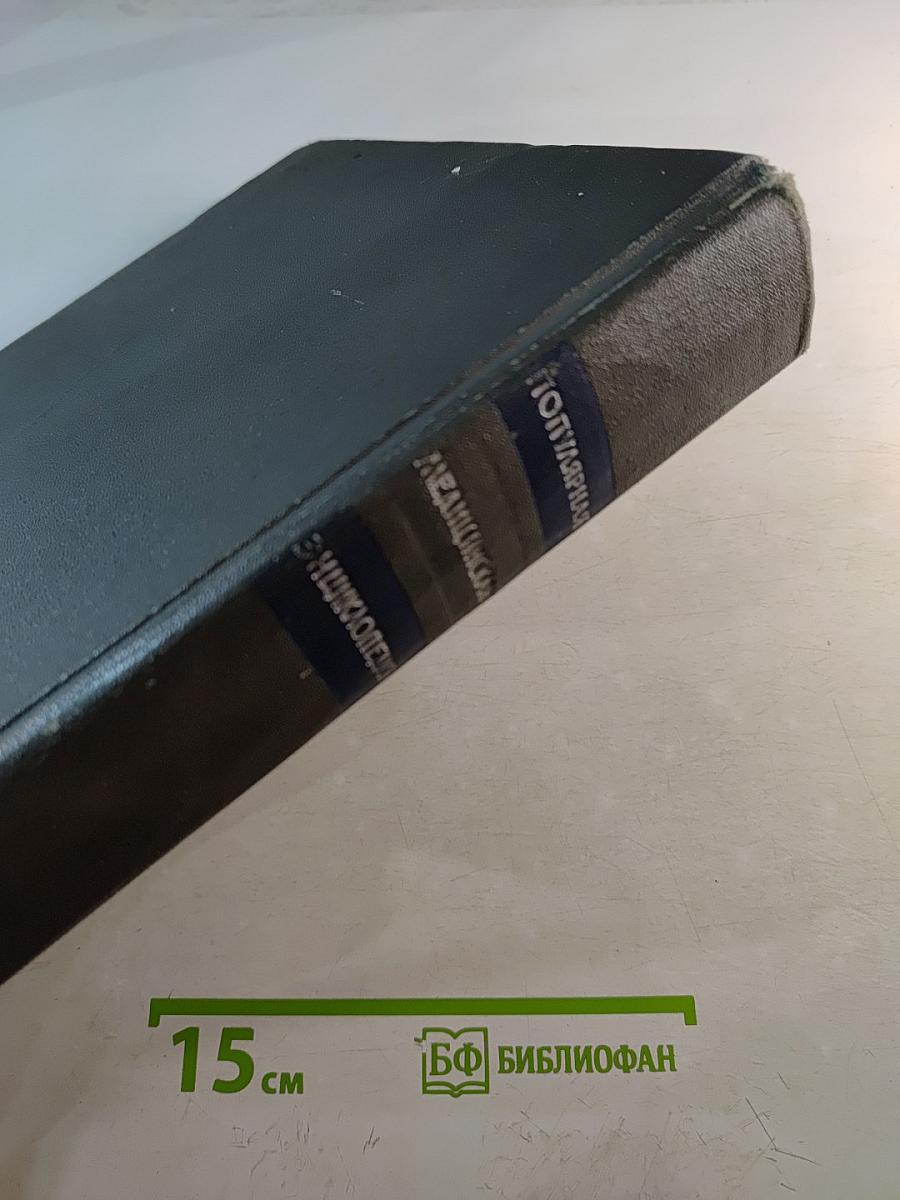 ПОПУЛЯРНАЯ
МЕДИЦИНСКАЯ
ЭНЦИКЛОПЕДИЯ
15 см
БФ БИБЛИОФАН